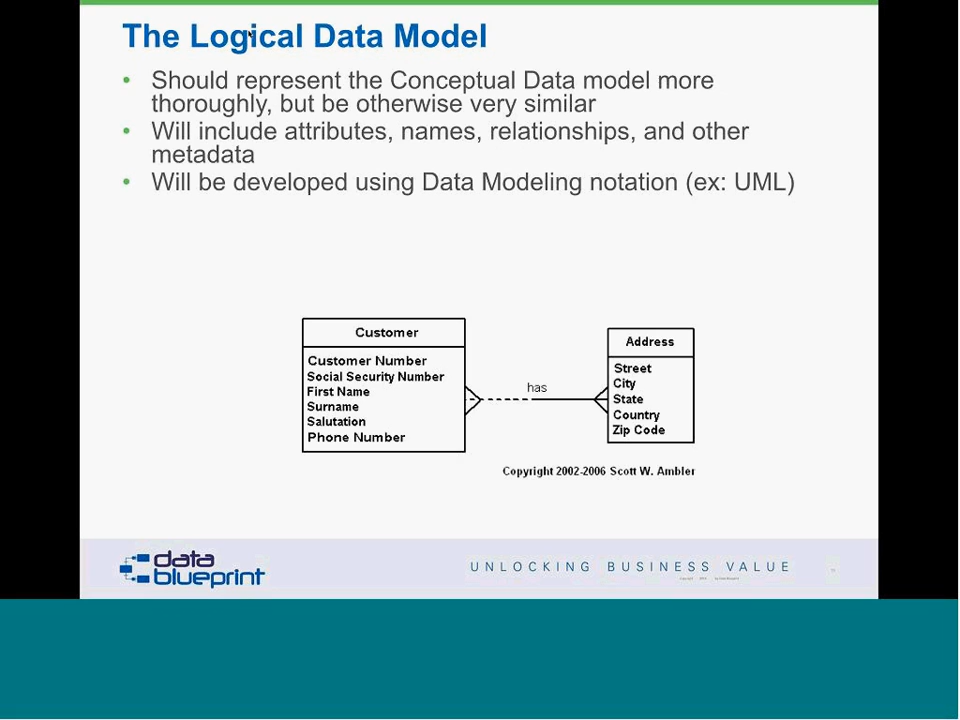 The Logical Data Model
• Should represent the Conceptual Data model more
thoroughly, but be otherwise very similar
• Will include attributes, names, relationships, and other
metadata
• Will be developed using Data Modeling notation (ex: UML)
Customer
Customer Number
Social Security Number
First Name
Surname
Salutation
Phone Number
has
Address
Street
City
State
Country
Zip Code
Copyright 2002-2006 Scott W. Ambler
data
blueprint
UNLOCKING BUSINESS VALUE